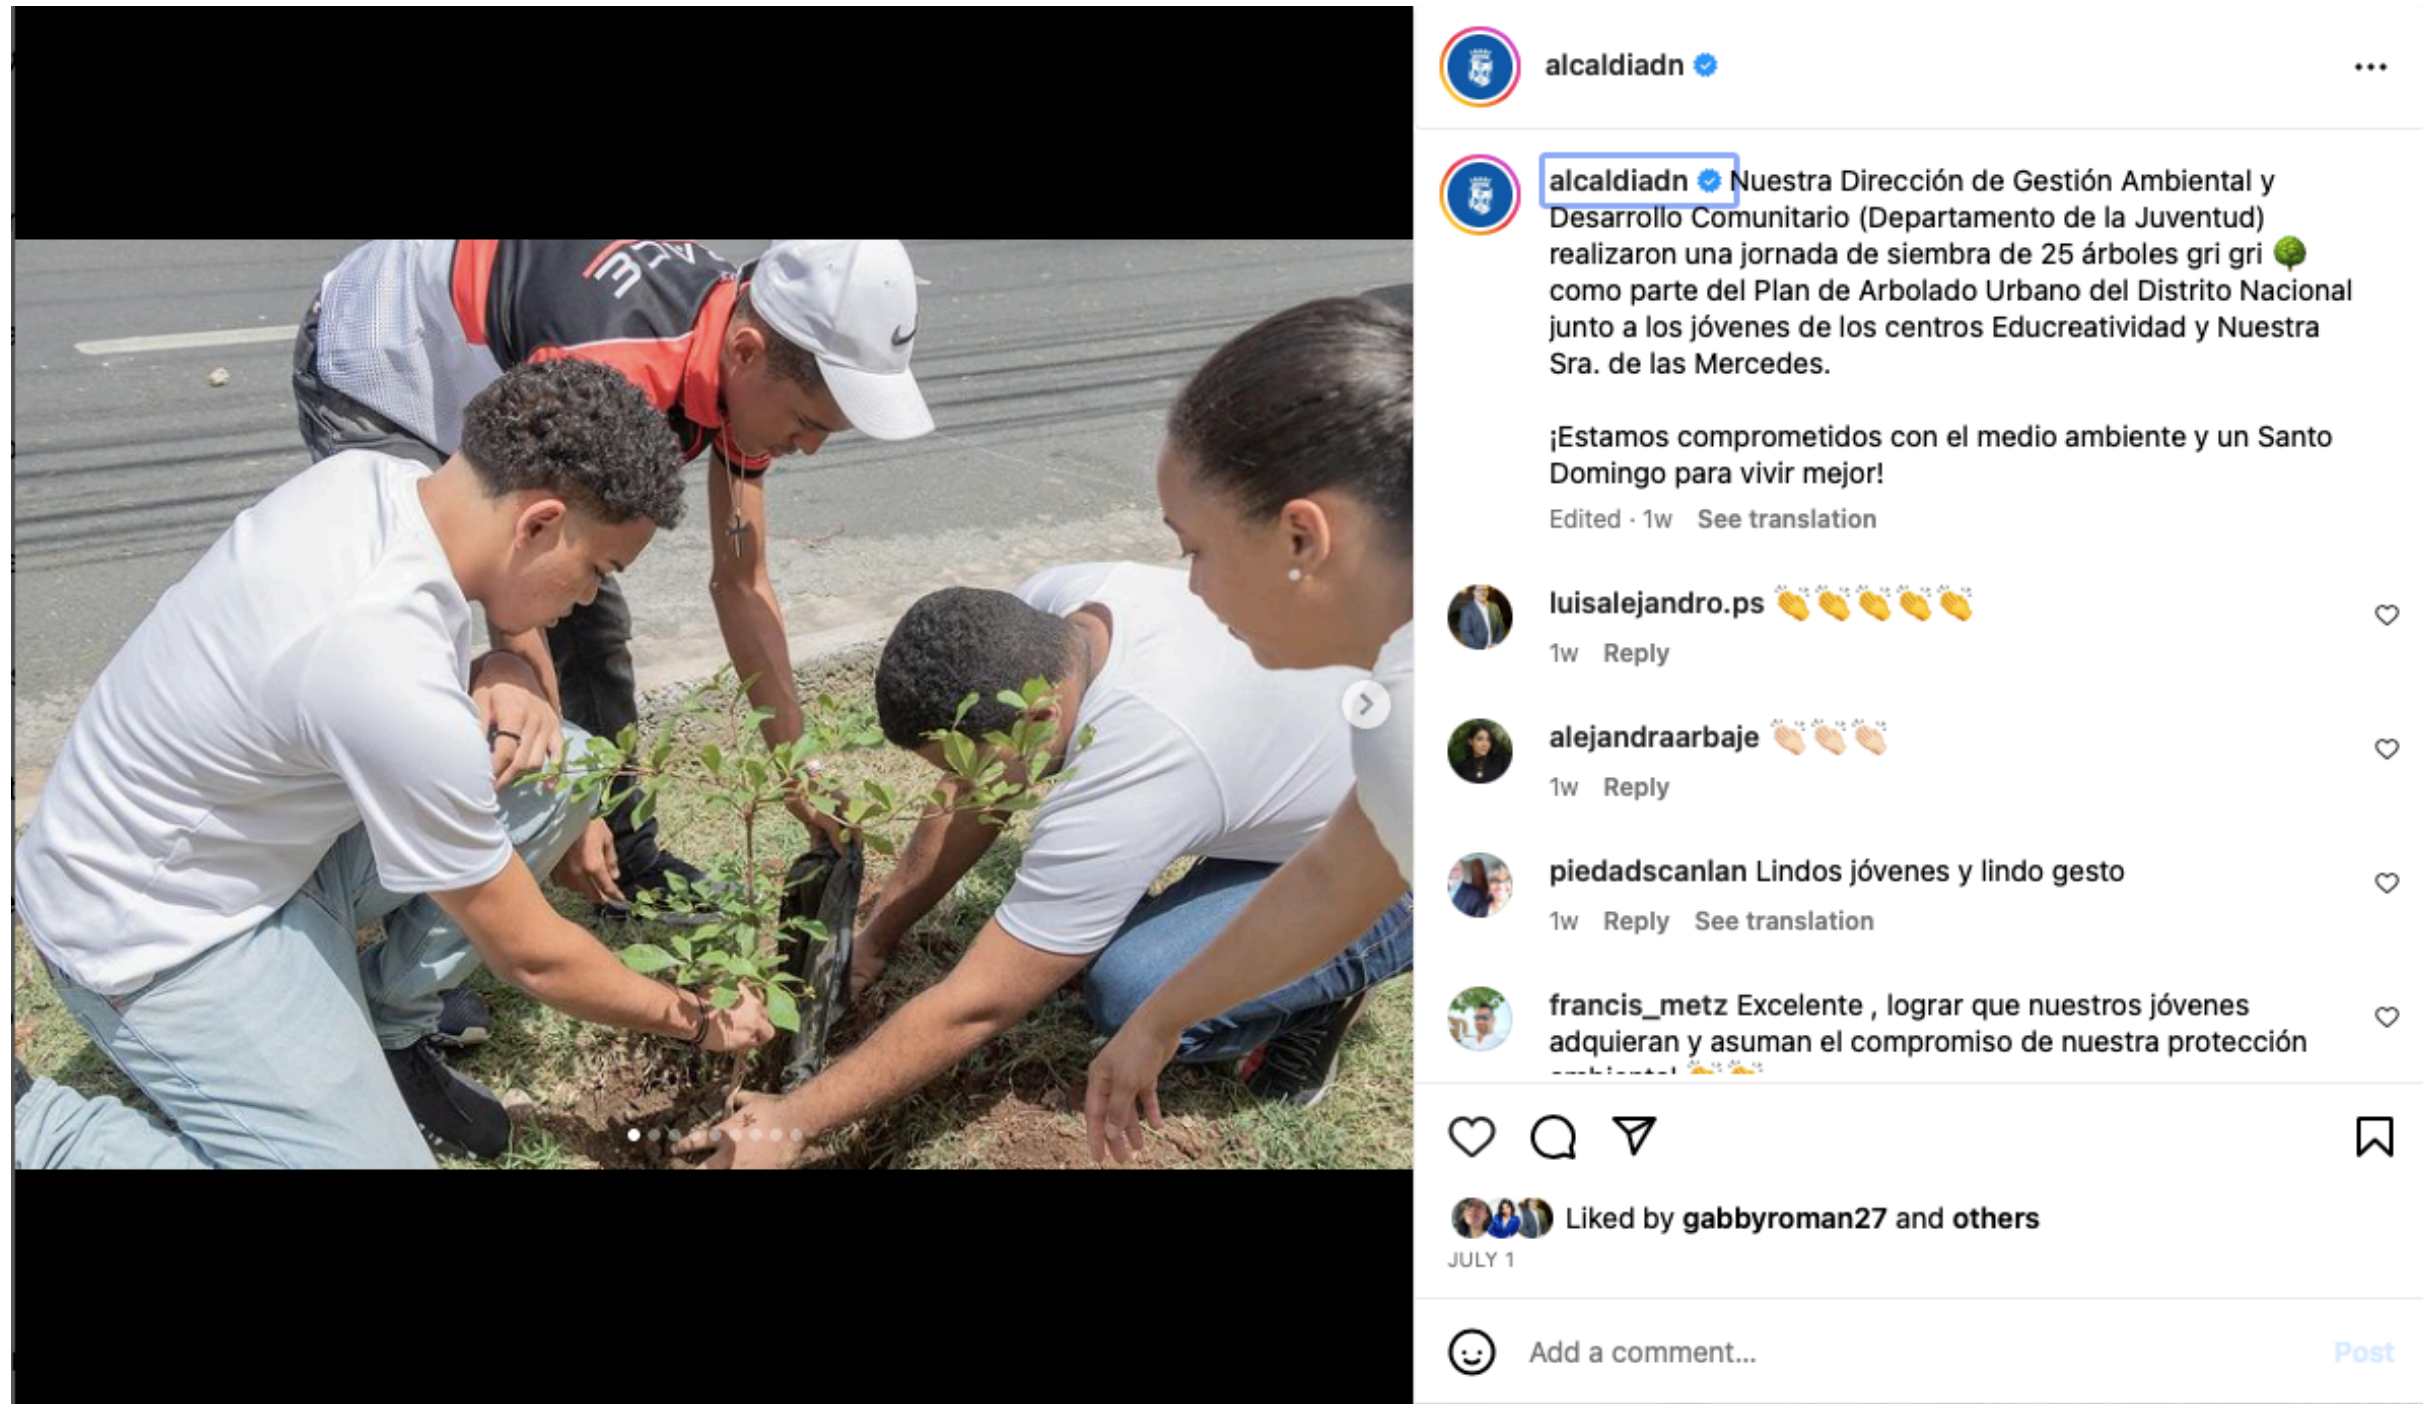 alcaldiadn
alcaldiadn Nuestra Dirección de Gestión Ambiental y
Desarrollo Comunitario (Departamento de la Juventud)
realizaron una jornada de siembra de 25 árboles gri gri 🌳
como parte del Plan de Arbolado Urbano del Distrito Nacional
junto a los jóvenes de los centros Educreatividad y Nuestra
Sra. de las Mercedes.
¡Estamos comprometidos con el medio ambiente y un Santo
Domingo para vivir mejor!
Edited · 1w See translation
luisalejandro.ps 👏👏👏👏👏
1w Reply
alejandraarbaje 👏🏻👏🏻👏🏻
1w Reply
piedadscanlan Lindos jóvenes y lindo gesto
1w Reply See translation
francis_metz Excelente , lograr que nuestros jóvenes
adquieran y asuman el compromiso de nuestra protección
ambiental 👏👏
Liked by gabbyroman27 and others
JULY 1
Add a comment... Post